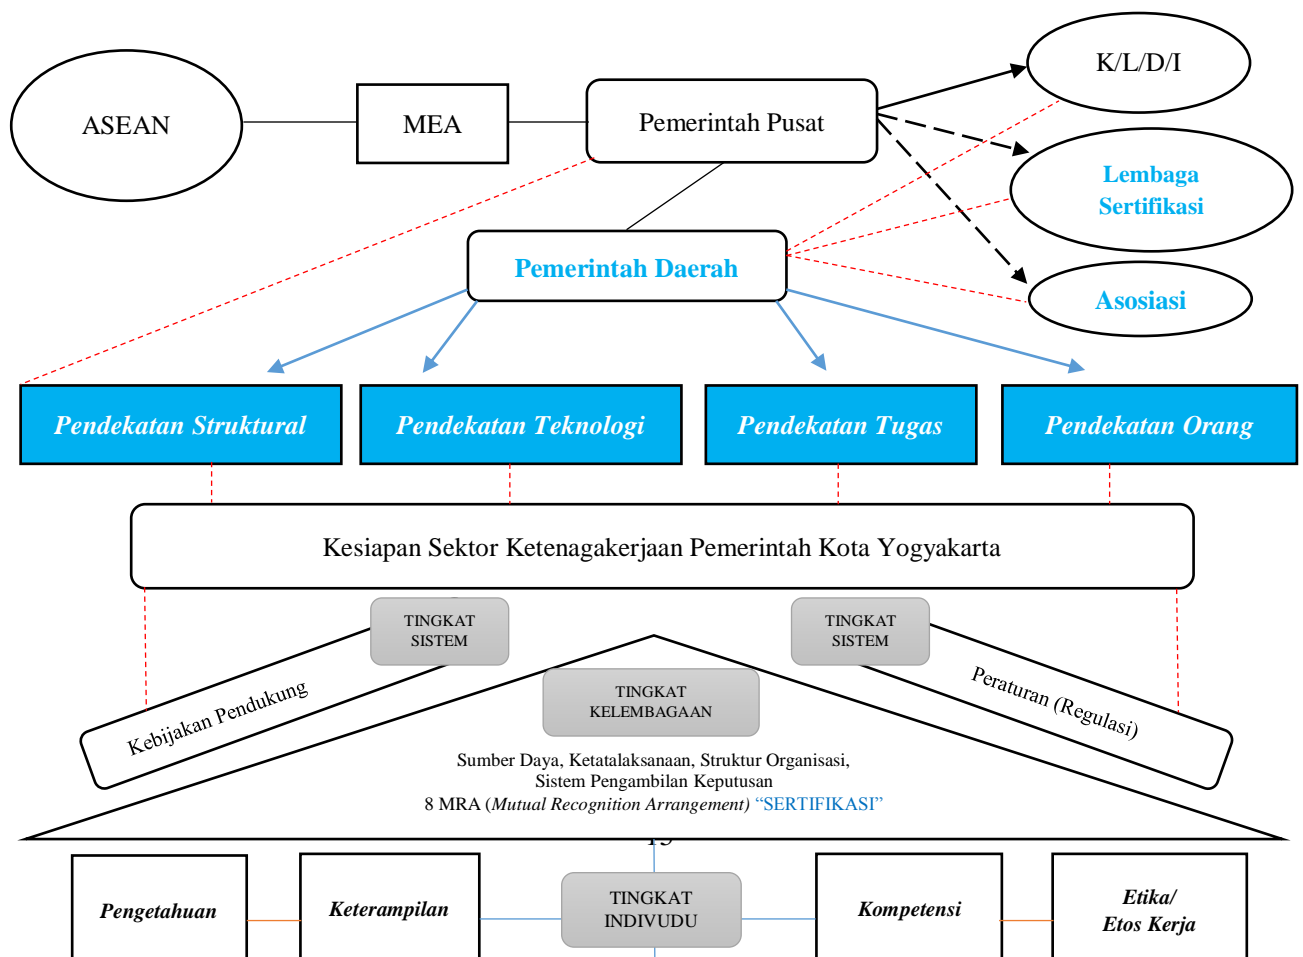 ASEAN
MEA
Pemerintah Pusat
K/L/D/I
Lembaga
Sertifikasi
Pemerintah Daerah
Asosiasi
Pendekatan Struktural
Pendekatan Teknologi
Pendekatan Tugas
Pendekatan Orang
Kesiapan Sektor Ketenagakerjaan Pemerintah Kota Yogyakarta
TINGKAT
SISTEM
TINGKAT
SISTEM
Kebijakan Pendukung
Peraturan (Regulasi)
TINGKAT
KELEMBAGAAN
Sumber Daya, Ketatalaksanaan, Struktur Organisasi,
Sistem Pengambilan Keputusan
8 MRA (Mutual Recognition Arrangement) “SERTIFIKASI”
Pengetahuan
Keterampilan
TINGKAT
INDIVUDU
Kompetensi
Etika/
Etos Kerja